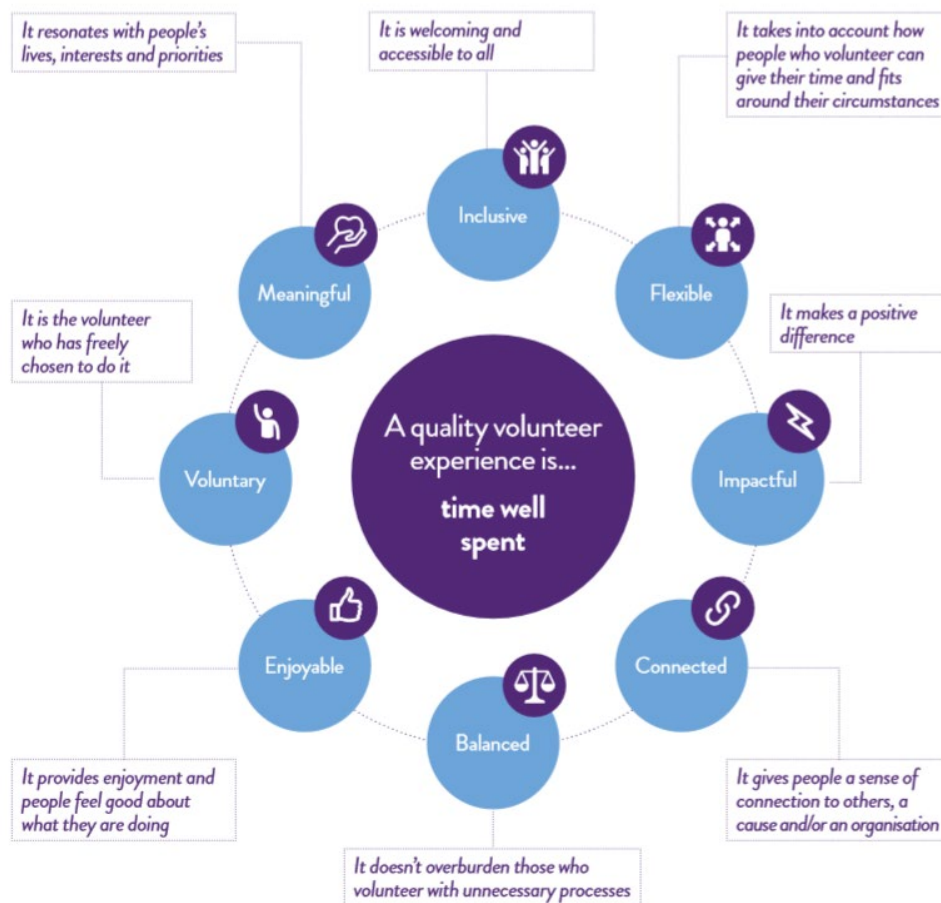 It resonates with people's
lives, interests and priorities
It is welcoming and
accessible to all
It takes into account how
people who volunteer can
give their time and fits
around their circumstances
Inclusive
Meaningful
Flexible
It is the volunteer
who has freely
chosen to do it
It makes a positive
difference
A quality volunteer
experience is...
time well
spent
Voluntary
Impactful
Enjoyable
Connected
Balanced
It provides enjoyment and
people feel good about
what they are doing
It gives people a sense of
connection to others, a
cause and/or an organisation
It doesn't overburden those who
volunteer with unnecessary processes